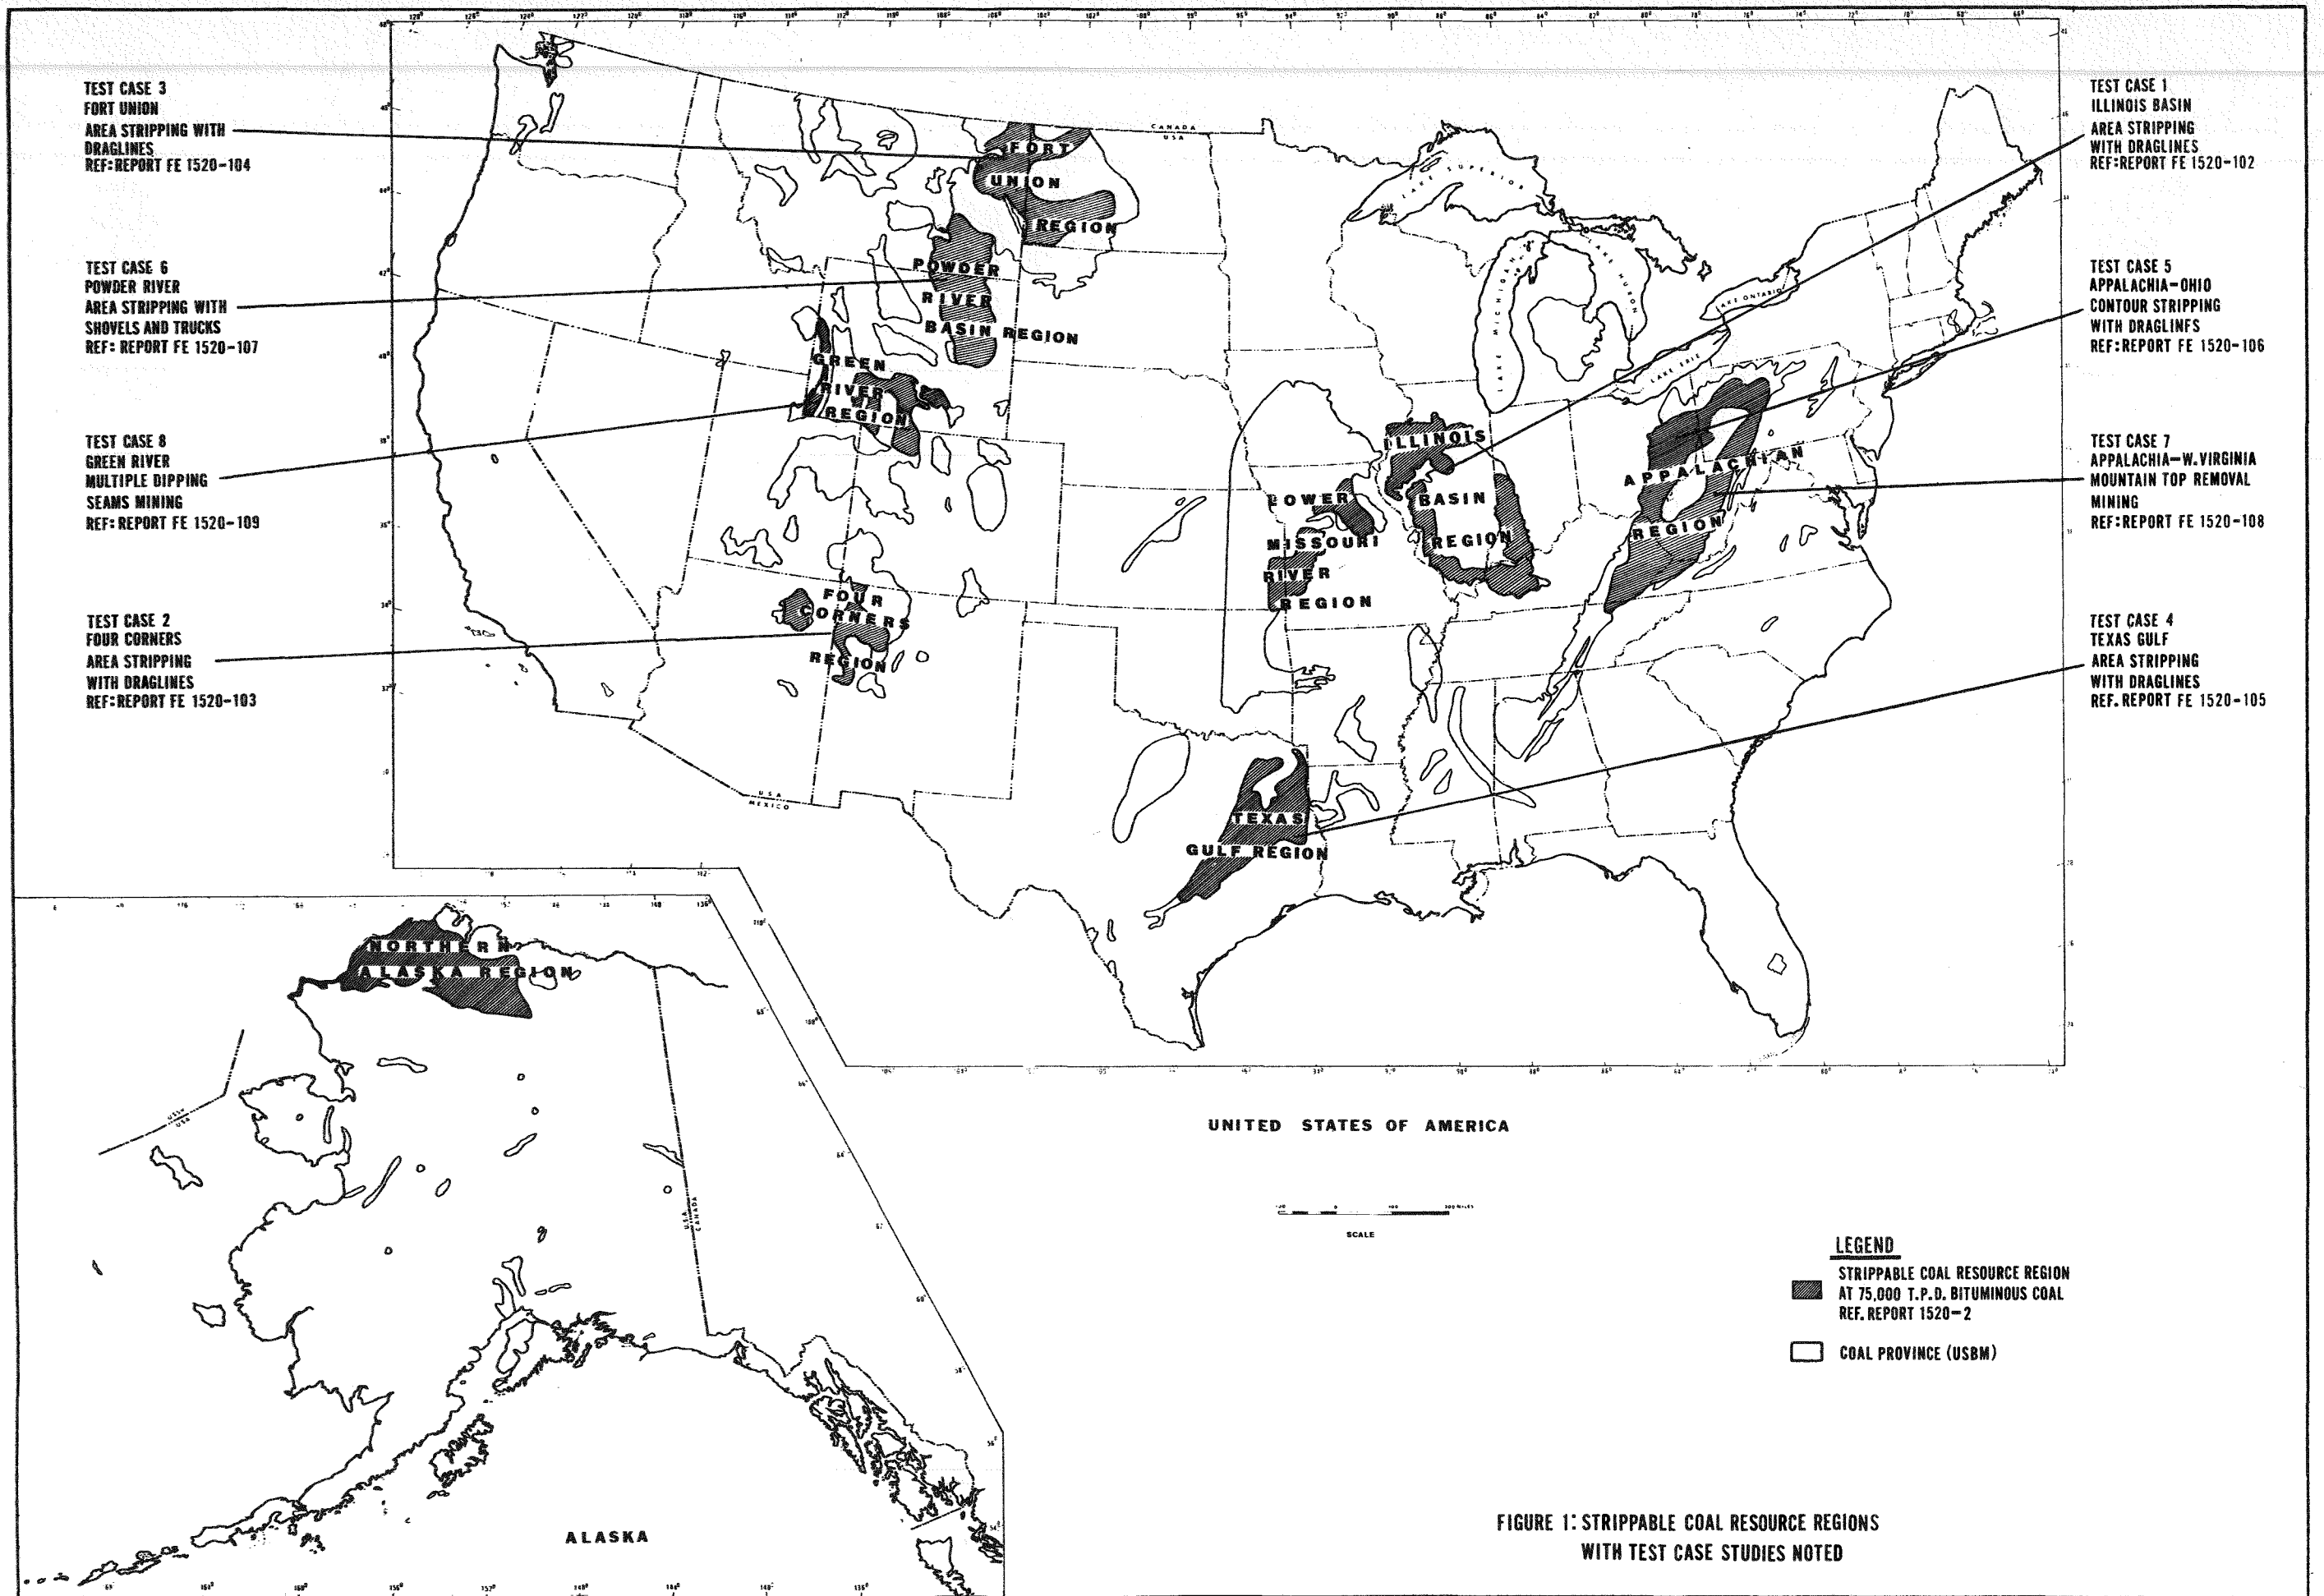 TEST CASE 3
FORT UNION
AREA STRIPPING WITH
DRAGLINES
REF:REPORT FE 1520-104
TEST CASE 6
POWDER RIVER
AREA STRIPPING WITH
SHOVELS AND TRUCKS
REF: REPORT FE 1520-107
TEST CASE 8
GREEN RIVER
MULTIPLE DIPPING
SEAMS MINING
REF: REPORT FE 1520-109
TEST CASE 2
FOUR CORNERS
AREA STRIPPING
WITH DRAGLINES
REF:REPORT FE 1520-103
TEST CASE 1
ILLINOIS BASIN
AREA STRIPPING
WITH DRAGLINES
REF:REPORT FE 1520-102
TEST CASE 5
APPALACHIA-OHIO
CONTOUR STRIPPING
WITH DRAGLINFS
REF:REPORT FE 1520-106
TEST CASE 7
APPALACHIA-W.VIRGINIA
MOUNTAIN TOP REMOVAL
MINING
REF:REPORT FE 1520-108
TEST CASE 4
TEXAS GULF
AREA STRIPPING
WITH DRAGLINES
REF. REPORT FE 1520-105
CANADA
USA
FORT
UNION
REGION
POWDER
RIVER
BASIN REGION
GREEN
RIVER
REGION
FOUR
CORNERS
REGION
LAKE SUPERIOR
LAKE MICHIGAN
LAKE HURON
LAKE ONTARIO
LAKE ERIE
ILLINOIS
BASIN
REGION
LOWER
MISSOURI
RIVER
REGION
APPALACHIAN
REGION
TEXAS
GULF REGION
USA
MEXICO
NORTHERN
ALASKA REGION
USSR
USA
USA
CANADA
ALASKA
UNITED STATES OF AMERICA
SCALE
LEGEND
STRIPPABLE COAL RESOURCE REGION
AT 75,000 T.P.D. BITUMINOUS COAL
REF. REPORT 1520-2
COAL PROVINCE (USBM)
FIGURE 1: STRIPPABLE COAL RESOURCE REGIONS
WITH TEST CASE STUDIES NOTED